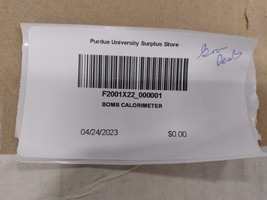 Purdue University Surplus Store
F2001X22_000001
BOMB CALORIMETER
04/24/2023 $0.00